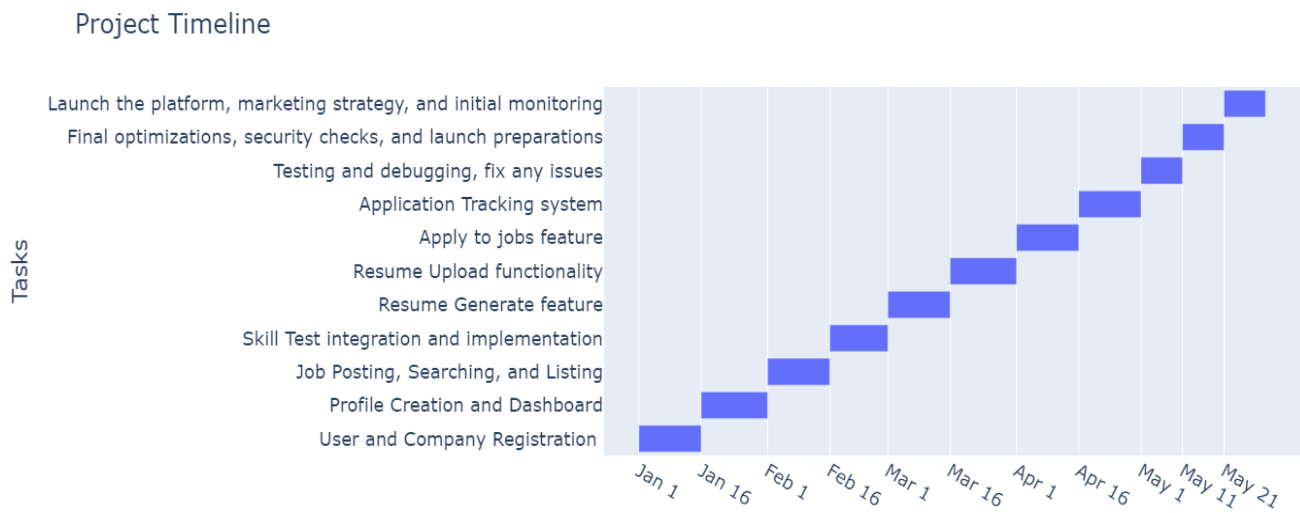 Project Timeline
Launch the platform, marketing strategy, and initial monitoring
Final optimizations, security checks, and launch preparations
Testing and debugging, fix any issues
Application Tracking system
Apply to jobs feature
Resume Upload functionality
Resume Generate feature
Skill Test integration and implementation
Job Posting, Searching, and Listing
Profile Creation and Dashboard
User and Company Registration
Tasks
Jan 1
Jan 16
Feb 1
Feb 16
Mar 1
Mar 16
Apr 1
Apr 16
May 1
May 11
May 21